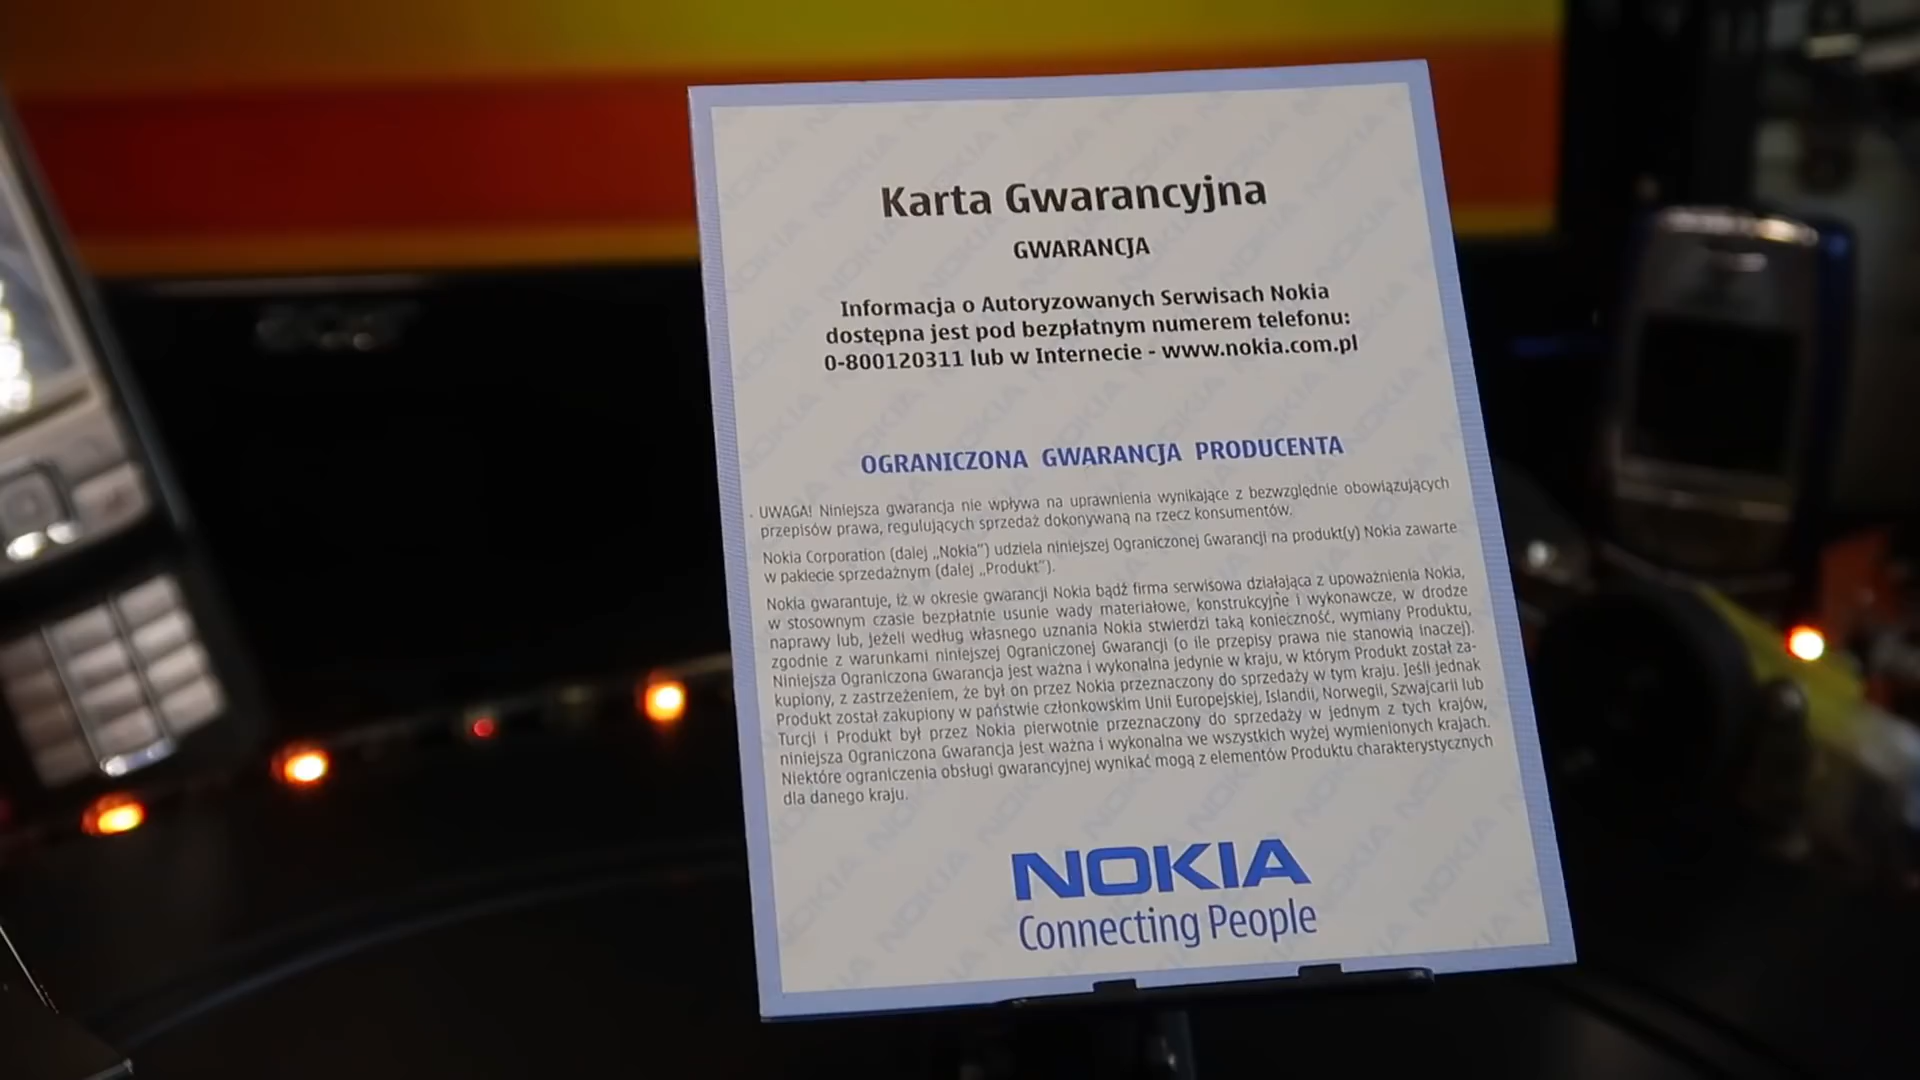 Karta Gwarancyjna
GWARANCJA
Informacja o Autoryzowanych Serwisach Nokia
dostępna jest pod bezpłatnym numerem telefonu:
0-800120311 lub w Internecie - www.nokia.com.pl
OGRANICZONA GWARANCJA PRODUCENTA
UWAGA! Niniejsza gwarancja nie wpływa na uprawnienia wynikające z bezwzględnie obowiązujących
przepisów prawa, regulujących sprzedaż dokonywaną na rzecz konsumentów.
Nokia Corporation (dalej „Nokia") udziela niniejszej Ograniczonej Gwarancji na produkt(y) Nokia zawarte
w pakiecie sprzedażnym (dalej „Produkt").
Nokia gwarantuje, iż w okresie gwarancji Nokia bądź firma serwisowa działająca z upoważnienia Nokia,
w stosownym czasie bezpłatnie usunie wady materiałowe, konstrukcyjne i wykonawcze, w drodze
naprawy lub, jeżeli według własnego uznania Nokia stwierdzi taką konieczność, wymiany Produktu,
zgodnie z warunkami niniejszej Ograniczonej Gwarancji (o ile przepisy prawa nie stanowią inaczej).
Niniejsza Ograniczona Gwarancja jest ważna i wykonalna jedynie w kraju, w którym Produkt został za-
kupiony, z zastrzeżeniem, że był on przez Nokia przeznaczony do sprzedaży w tym kraju. Jeśli jednak
Produkt został zakupiony w państwie członkowskim Unii Europejskiej, Islandii, Norwegii, Szwajcarii lub
Turcji i Produkt był przez Nokia pierwotnie przeznaczony do sprzedaży w jednym z tych krajów,
niniejsza Ograniczona Gwarancja jest ważna i wykonalna we wszystkich wyżej wymienionych krajach.
Niektóre ograniczenia obsługi gwarancyjnej wynikać mogą z elementów Produktu charakterystycznych
dla danego kraju.
NOKIA
Connecting People